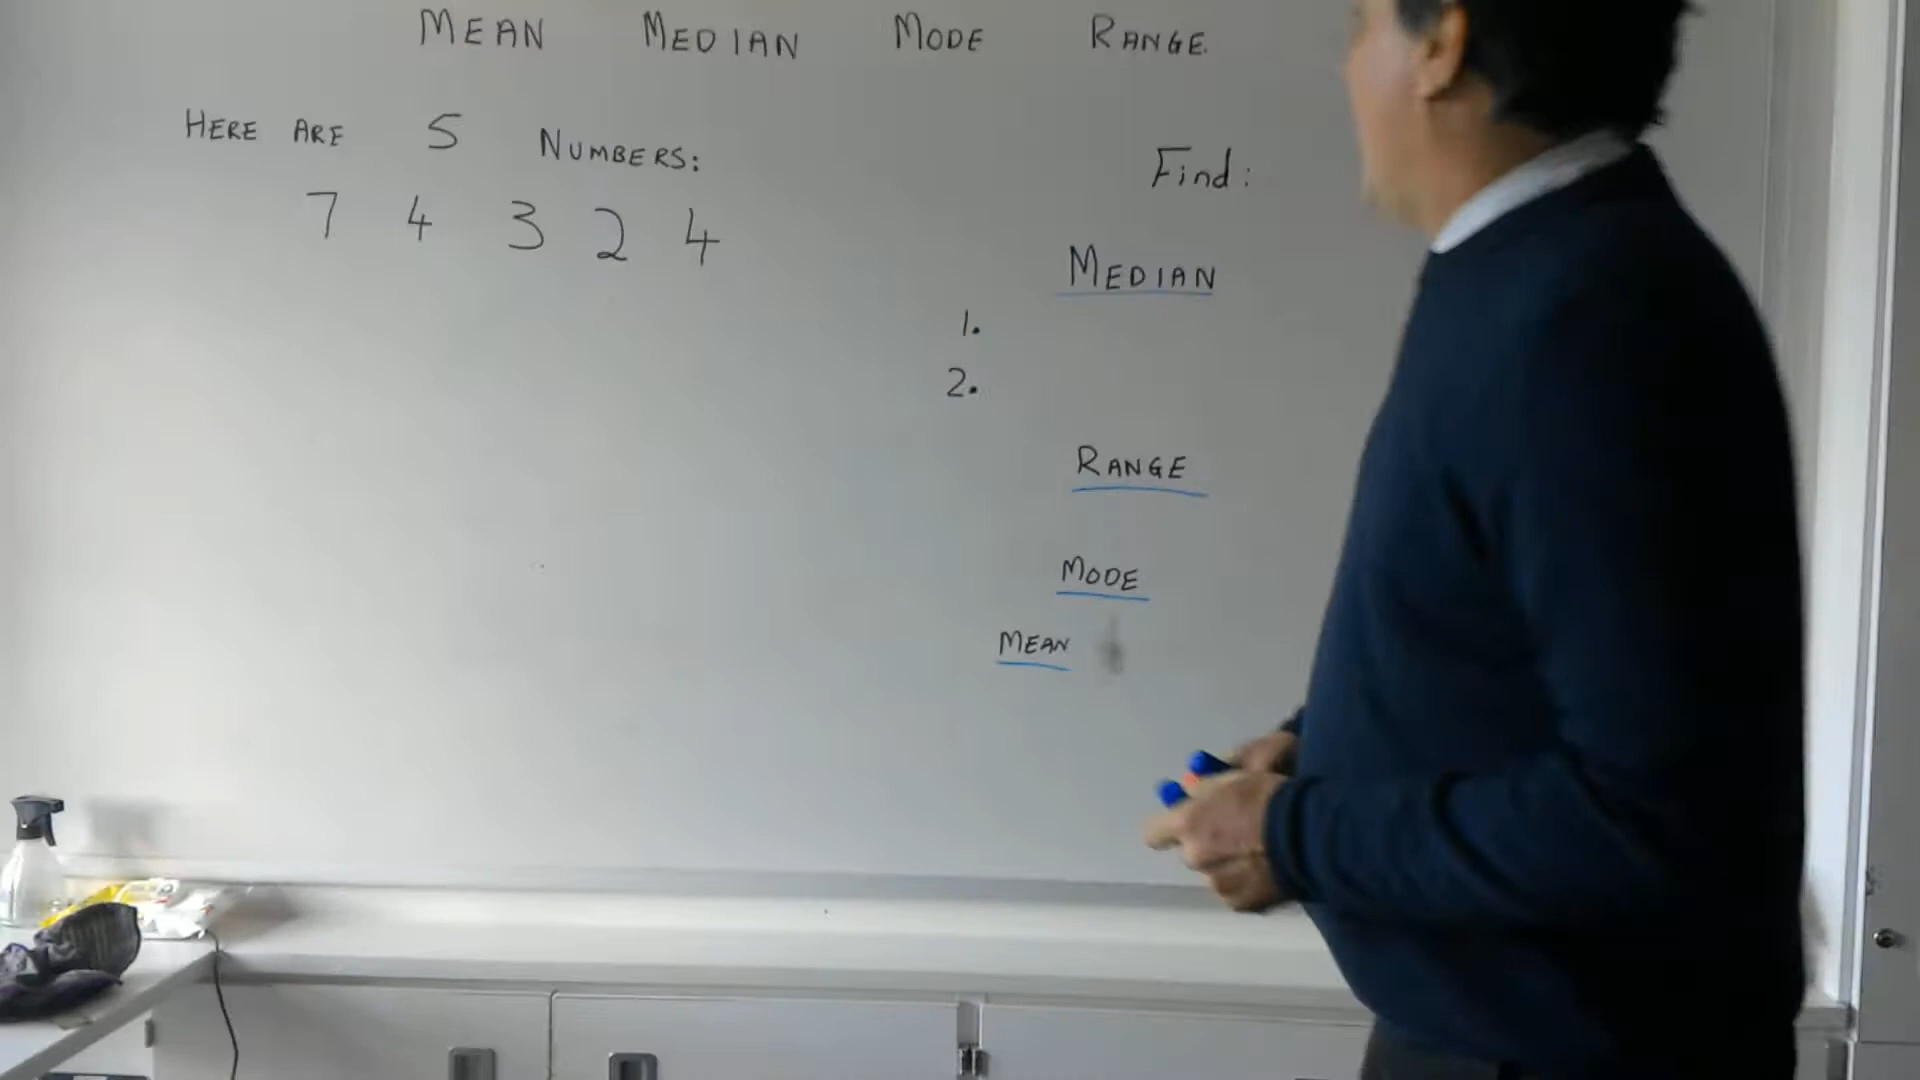 MEAN MEDIAN MODE RANGE.
HERE ARE 5 NUMBERS:
7 4 3 2 4
Find:
MEDIAN
1.
2.
RANGE
MODE
MEAN